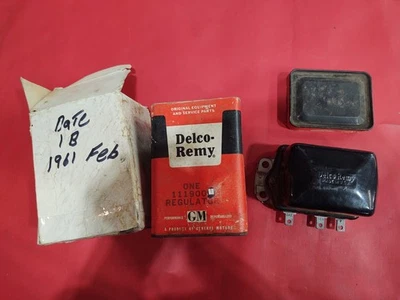 Date
1B
1961 Feb
ORIGINAL EQUIPMENT
AND SERVICE PARTS
Delco-
Remy
ONE
REGULATOR
GM
A PRODUCT OF GENERAL MOTORS
Delco-Remy